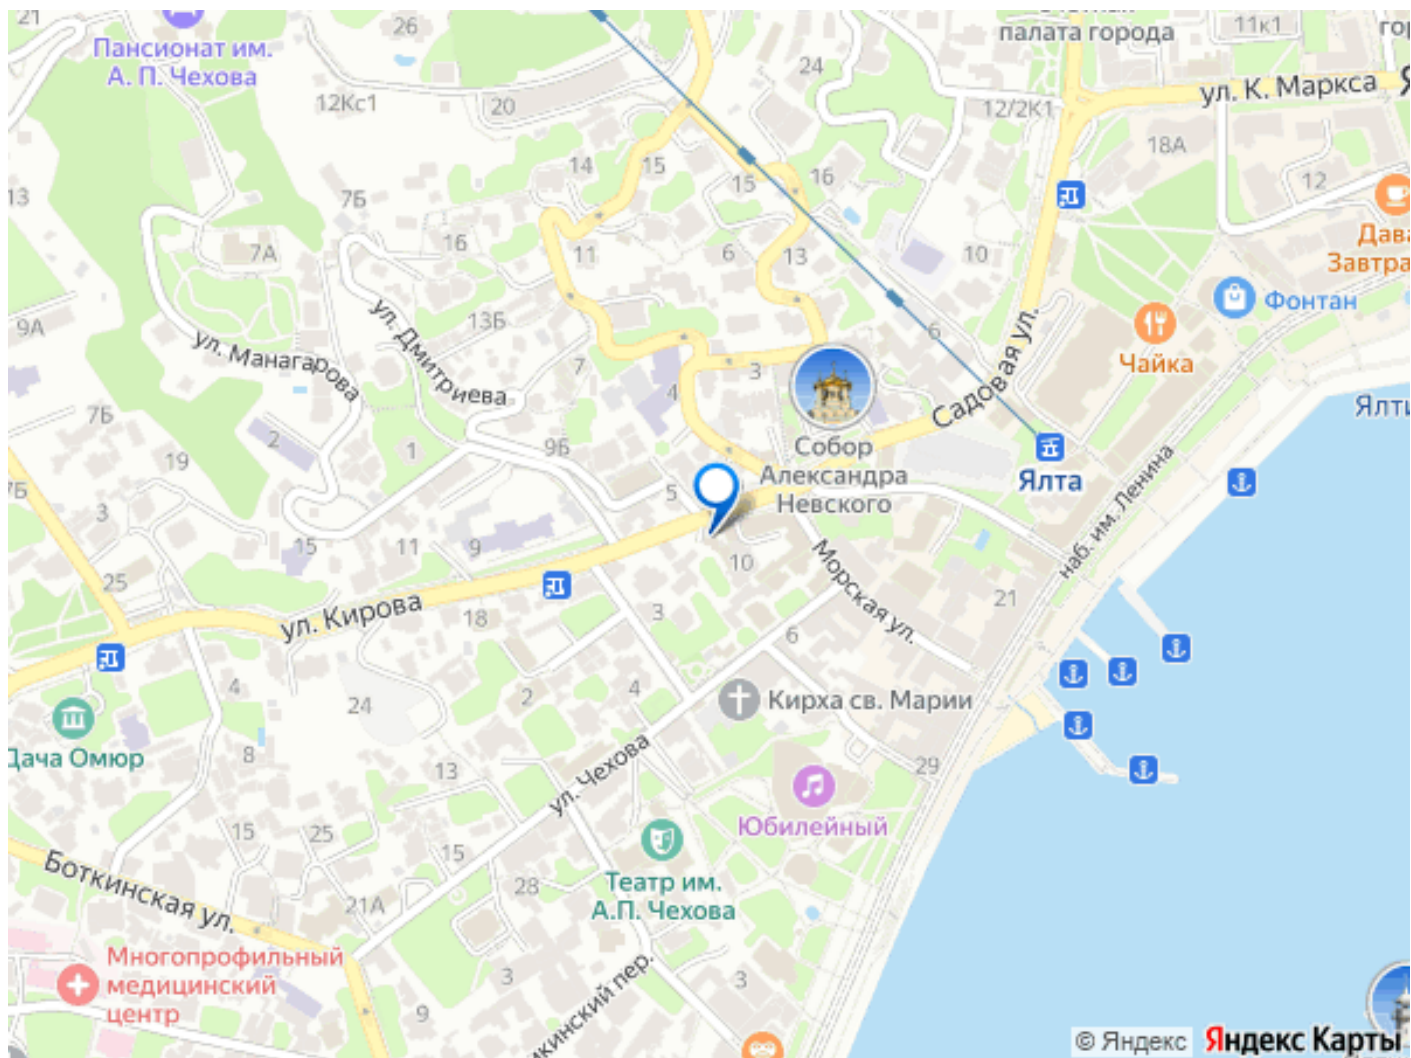 21
26
палата города
11к1
Пансионат им.
А. П. Чехова
24
12Кс1
20
12/2К1
ул. К. Маркса
18А
14
15
15
16
12
13
7Б
Дава
Завтра
7А
16
11
6
13
10
Фонтан
9А
ул. Манагарова
ул. Дмитриева
13Б
7
6
Чайка
3
4
Садовая ул.
7Б
2
1
9Б
Собор
Александра
Невского
Ялта
наб. им. Ленина
19
7Б
3
5
15
11
9
10
25
ул. Кирова
18
3
Морская ул.
21
6
4
24
2
4
Кирха св. Марии
Дача Омюр
8
13
ул. Чехова
29
Юбилейный
15
25
15
Театр им.
А.П. Чехова
28
21А
Боткинская ул.
Многопрофильный
медицинский
центр
3
3
9
© Яндекс
Яндекс Карты